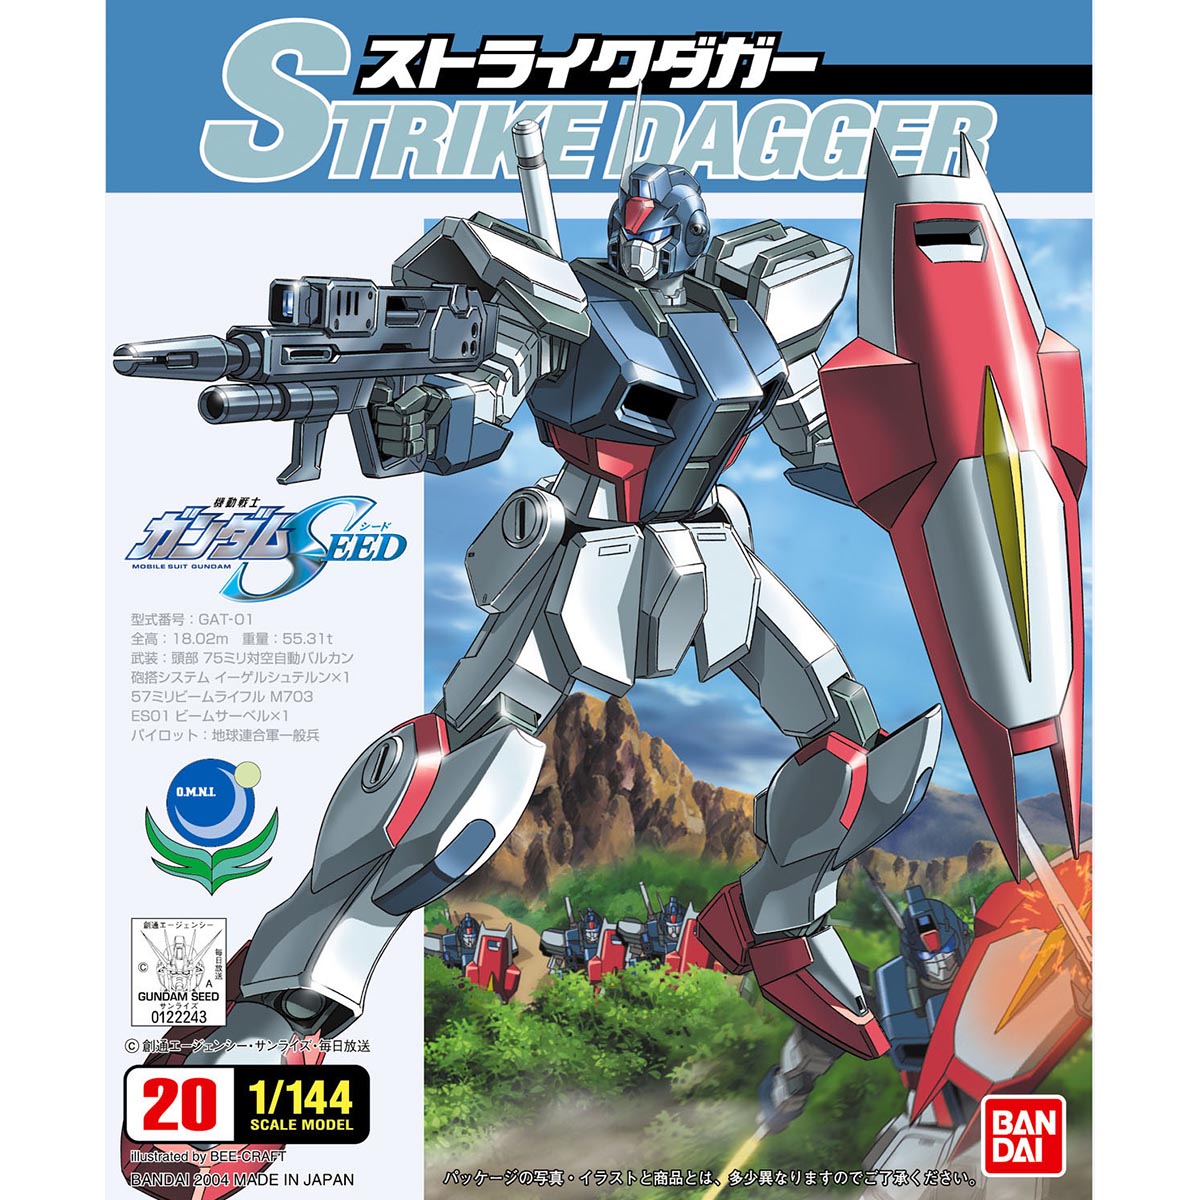 ストライクダガー
STRIKE DAGGER
機動戦士
ガンダムSEED
シード
MOBILE SUIT GUNDAM
型式番号：GAT-01
全高：18.02m　重量：55.31t
武装：頭部 75ミリ対空自動バルカン
砲搭システム イーゲルシュテルン×1
57ミリビームライフル M703
ES01 ビームサーベル×1
パイロット：地球連合軍一般兵
O.M.N.I.
創通エージェンシー
毎日放送
© A
GUNDAM SEED
サンライズ
0122243
© 創通エージェンシー・サンライズ・毎日放送
20 1/144
SCALE MODEL
illustrated by BEE-CRAFT
BANDAI 2004 MADE IN JAPAN
パッケージの写真・イラストと商品とは、多少異なりますのでご了承ください。
BAN
DAI